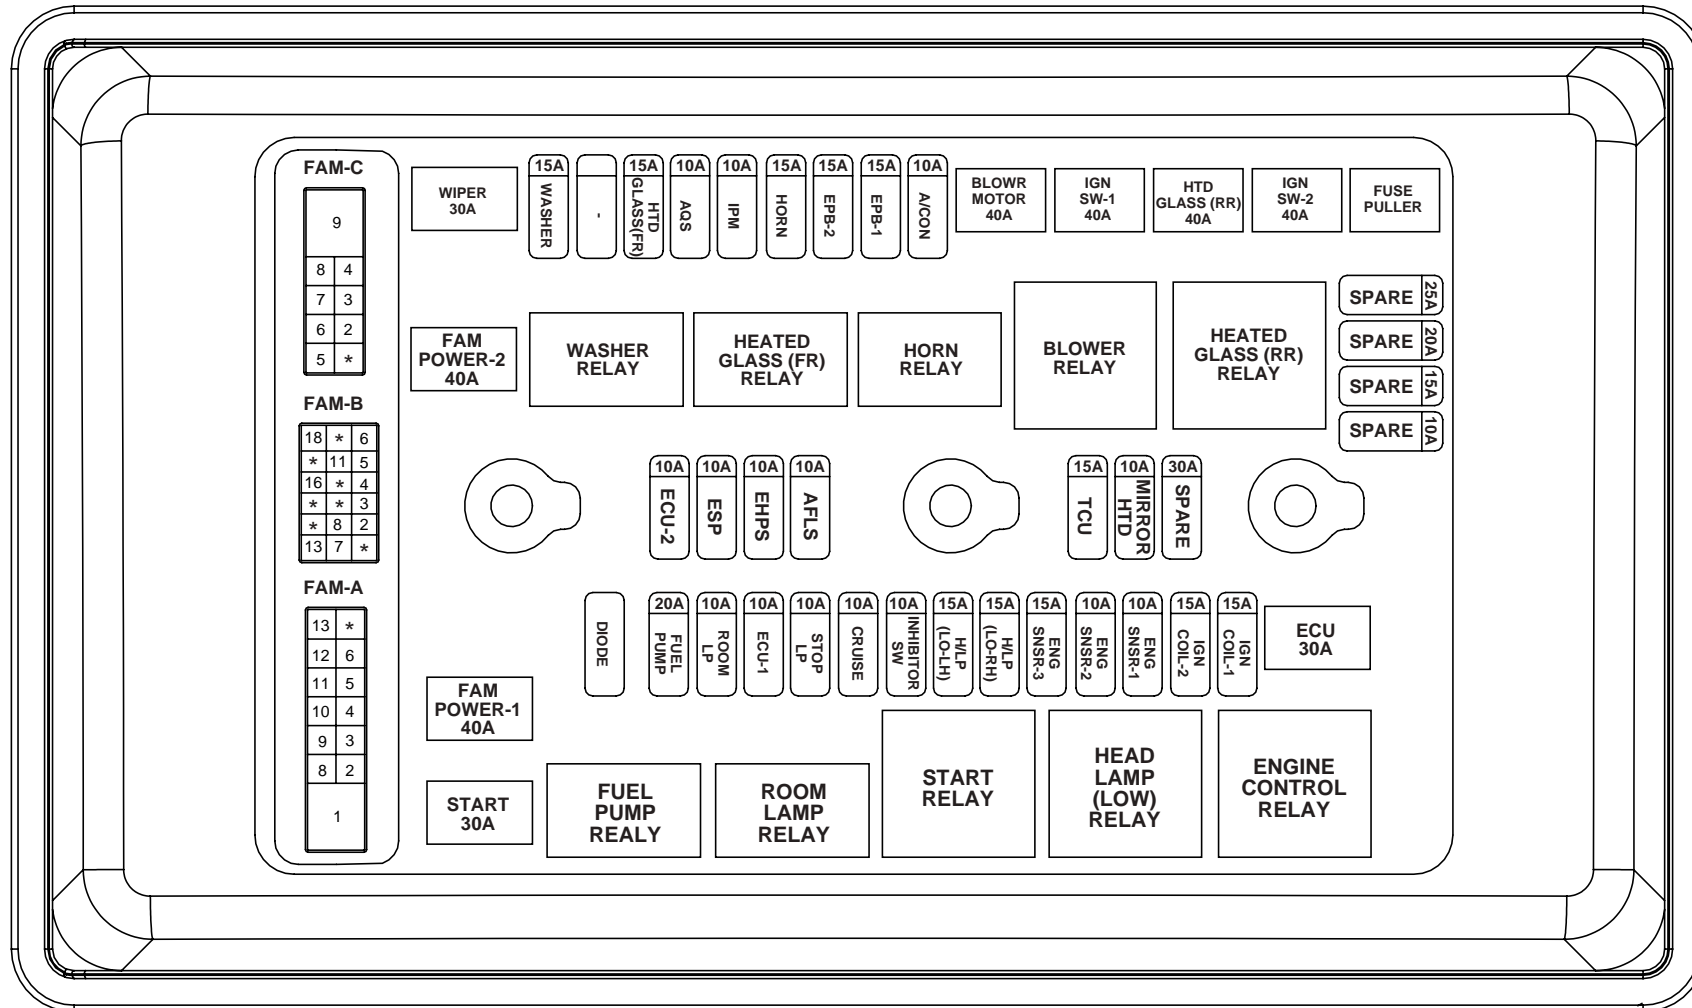 FAM-C
9
8 4
7 3
6 2
5 *
FAM-B
18 * 6
* 11 5
16 * 4
* * 3
* 8 2
13 7 *
FAM-A
13 *
12 6
11 5
10 4
9 3
8 2
1
WIPER
30A
15A
WASHER
-
15A
HTD
GLASS(FR)
10A
AQS
10A
IPM
15A
HORN
15A
EPB-2
15A
EPB-1
10A
A/CON
BLOWR
MOTOR
40A
IGN
SW-1
40A
HTD
GLASS (RR)
40A
IGN
SW-2
40A
FUSE
PULLER
FAM
POWER-2
40A
WASHER
RELAY
HEATED
GLASS (FR)
RELAY
HORN
RELAY
BLOWER
RELAY
HEATED
GLASS (RR)
RELAY
SPARE 25A
SPARE 20A
SPARE 15A
SPARE 10A
10A
ECU-2
10A
ESP
10A
EHPS
10A
AFLS
15A
TCU
10A
MIRROR
HTD
30A
SPARE
DIODE
20A
FUEL
PUMP
10A
ROOM
LP
10A
ECU-1
10A
STOP
LP
10A
CRUISE
10A
INHIBITOR
SW
15A
H/LP
(LO-LH)
15A
H/LP
(LO-RH)
15A
ENG
SNSR-3
10A
ENG
SNSR-2
10A
ENG
SNSR-1
15A
IGN
COIL-2
15A
IGN
COIL-1
ECU
30A
FAM
POWER-1
40A
START
30A
FUEL
PUMP
REALY
ROOM
LAMP
RELAY
START
RELAY
HEAD
LAMP
(LOW)
RELAY
ENGINE
CONTROL
RELAY